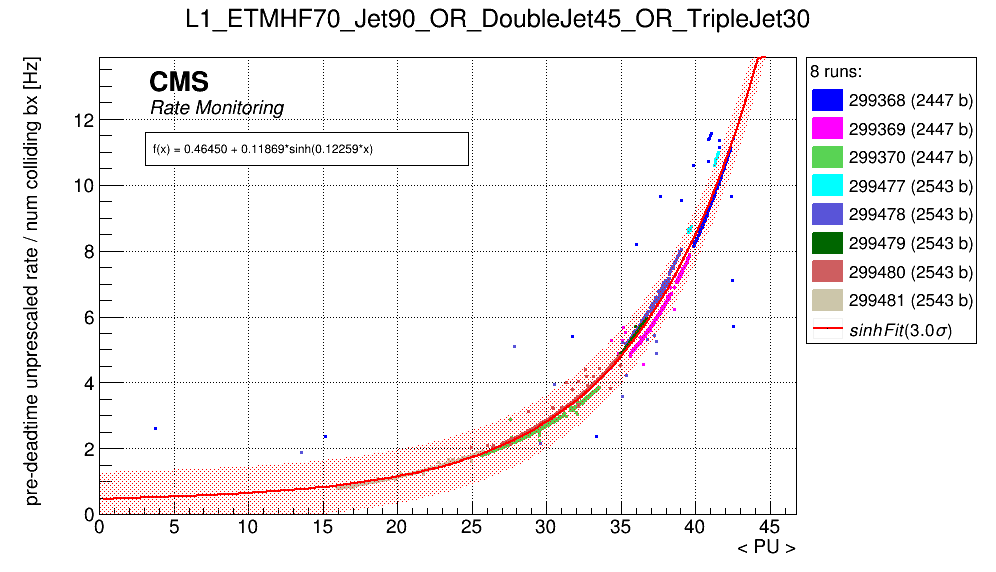 L1_ETMHF70_Jet90_OR_DoubleJet45_OR_TripleJet30
pre-deadtime unprescaled rate / num colliding bx [Hz]
CMS
Rate Monitoring
f(x) = 0.46450 + 0.11869*sinh(0.12259*x)
12
10
8
6
4
2
0
0 5 10 15 20 25 30 35 40 45
< PU >
8 runs:
299368 (2447 b)
299369 (2447 b)
299370 (2447 b)
299477 (2543 b)
299478 (2543 b)
299479 (2543 b)
299480 (2543 b)
299481 (2543 b)
sinhFit(3.0σ)